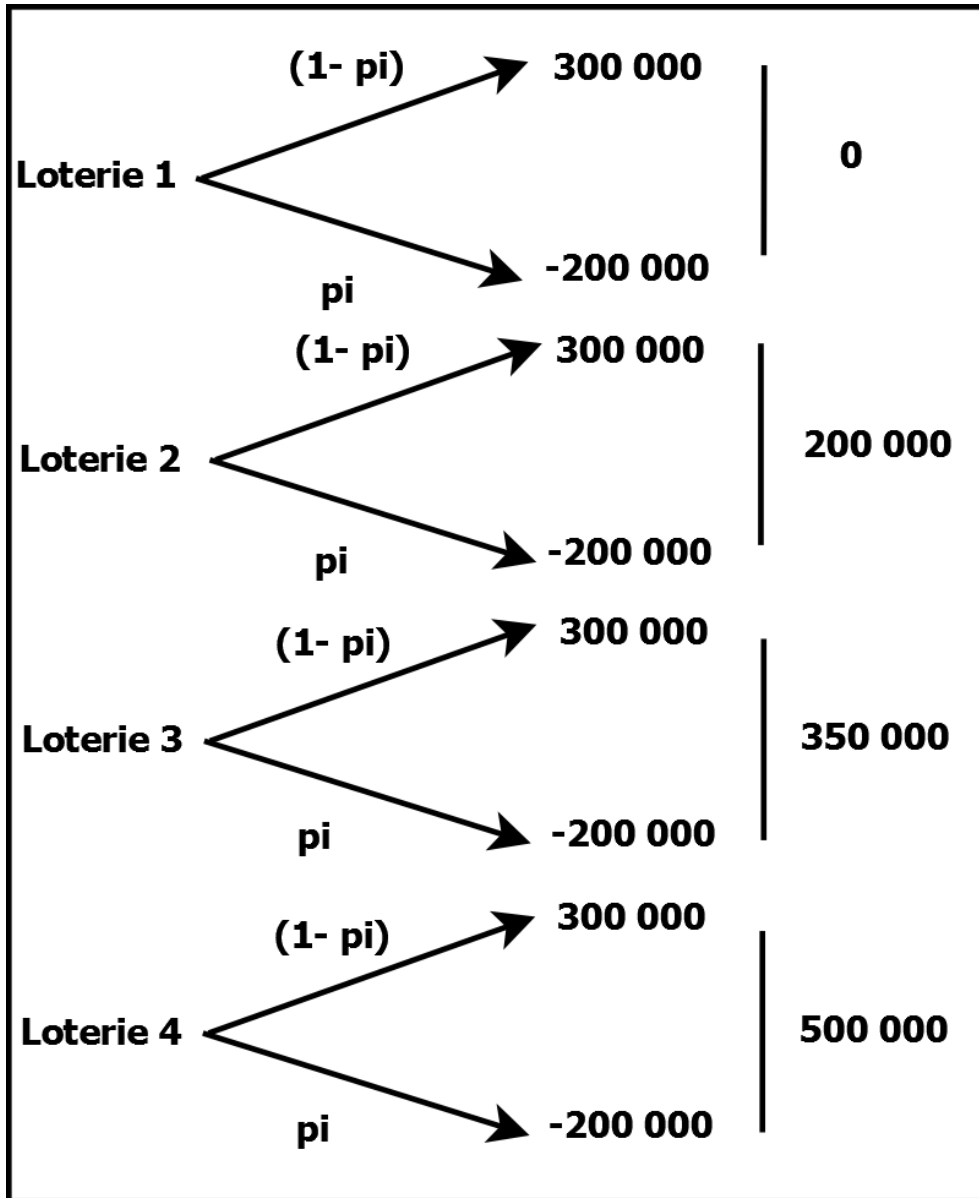 (1- pi) 300 000
Loterie 1 0
-200 000
pi
(1- pi) 300 000
Loterie 2 200 000
-200 000
pi
(1- pi) 300 000
Loterie 3 350 000
-200 000
pi
(1- pi) 300 000
Loterie 4 500 000
-200 000
pi